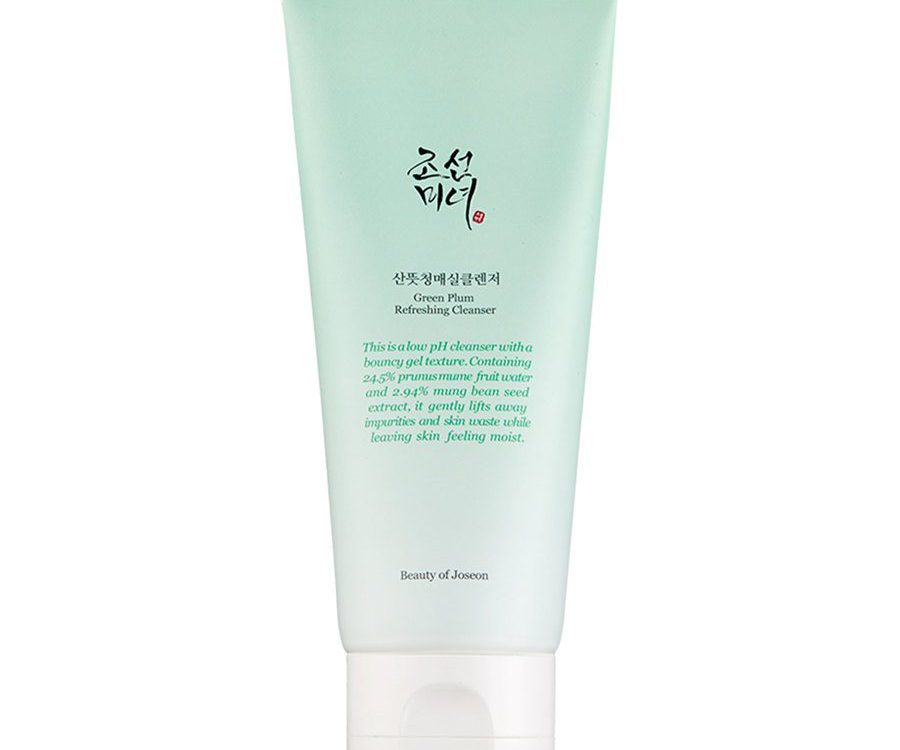 조선
미녀
산뜻청매실클렌저
Green Plum
Refreshing Cleanser
This is a low pH cleanser with a
bouncy gel texture. Containing
24.5% prunus mume fruit water
and 2.94% mung bean seed
extract, it gently lifts away
impurities and skin waste while
leaving skin feeling moist.
Beauty of Joseon